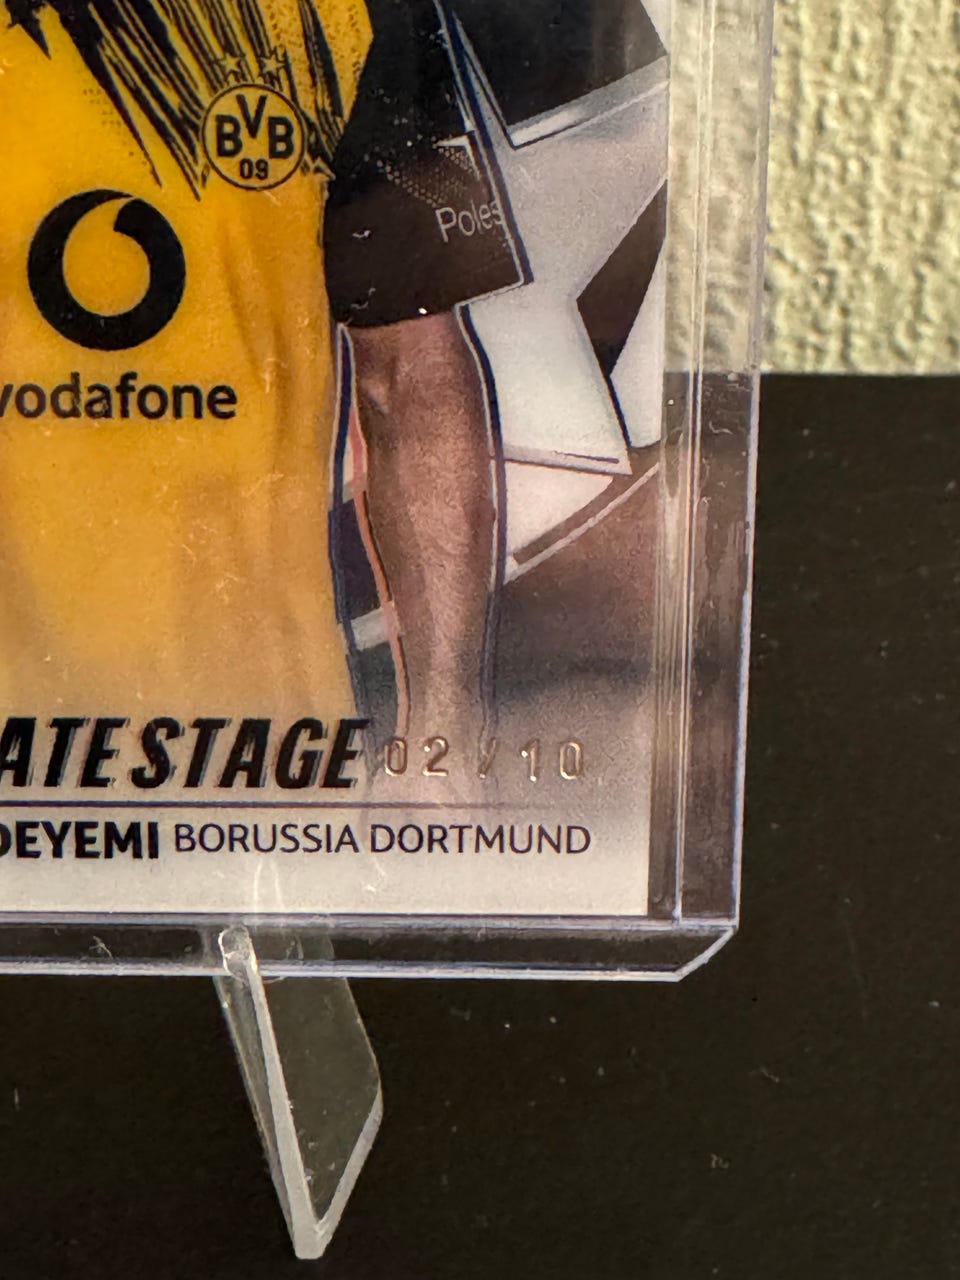 BVB
09
Poles
vodafone
ATE STAGE 02/10
DEYEMI BORUSSIA DORTMUND